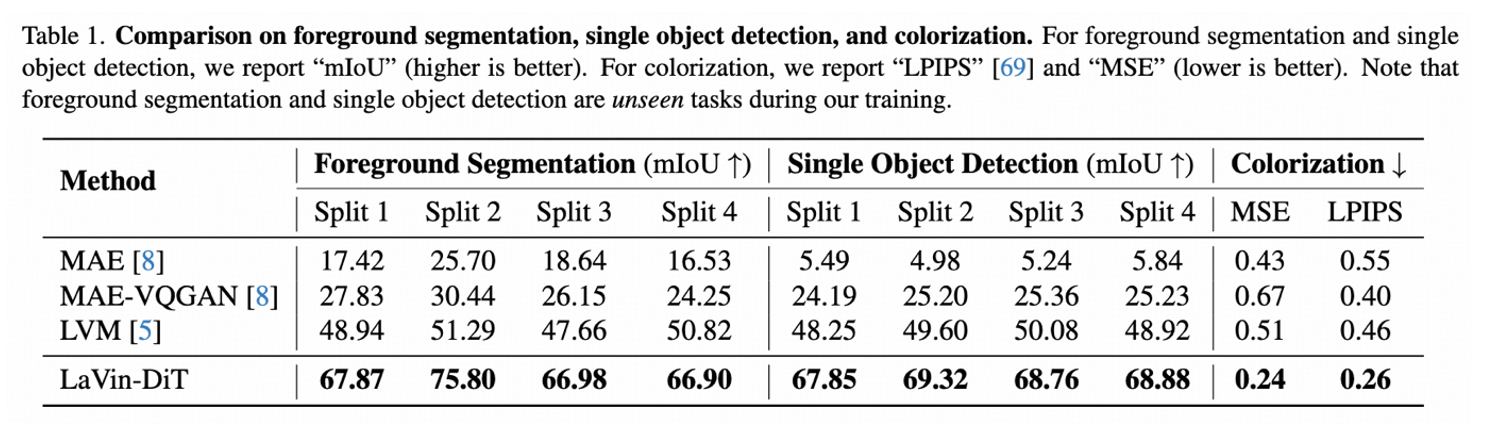 Table 1. Comparison on foreground segmentation, single object detection, and colorization. For foreground segmentation and single
object detection, we report “mIoU” (higher is better). For colorization, we report “LPIPS” [69] and “MSE” (lower is better). Note that
foreground segmentation and single object detection are unseen tasks during our training.
Method Foreground Segmentation (mIoU ↑) Single Object Detection (mIoU ↑) Colorization ↓
Split 1 Split 2 Split 3 Split 4 Split 1 Split 2 Split 3 Split 4 MSE LPIPS
MAE [8] 17.42 25.70 18.64 16.53 5.49 4.98 5.24 5.84 0.43 0.55
MAE-VQGAN [8] 27.83 30.44 26.15 24.25 24.19 25.20 25.36 25.23 0.67 0.40
LVM [5] 48.94 51.29 47.66 50.82 48.25 49.60 50.08 48.92 0.51 0.46
LaVin-DiT 67.87 75.80 66.98 66.90 67.85 69.32 68.76 68.88 0.24 0.26